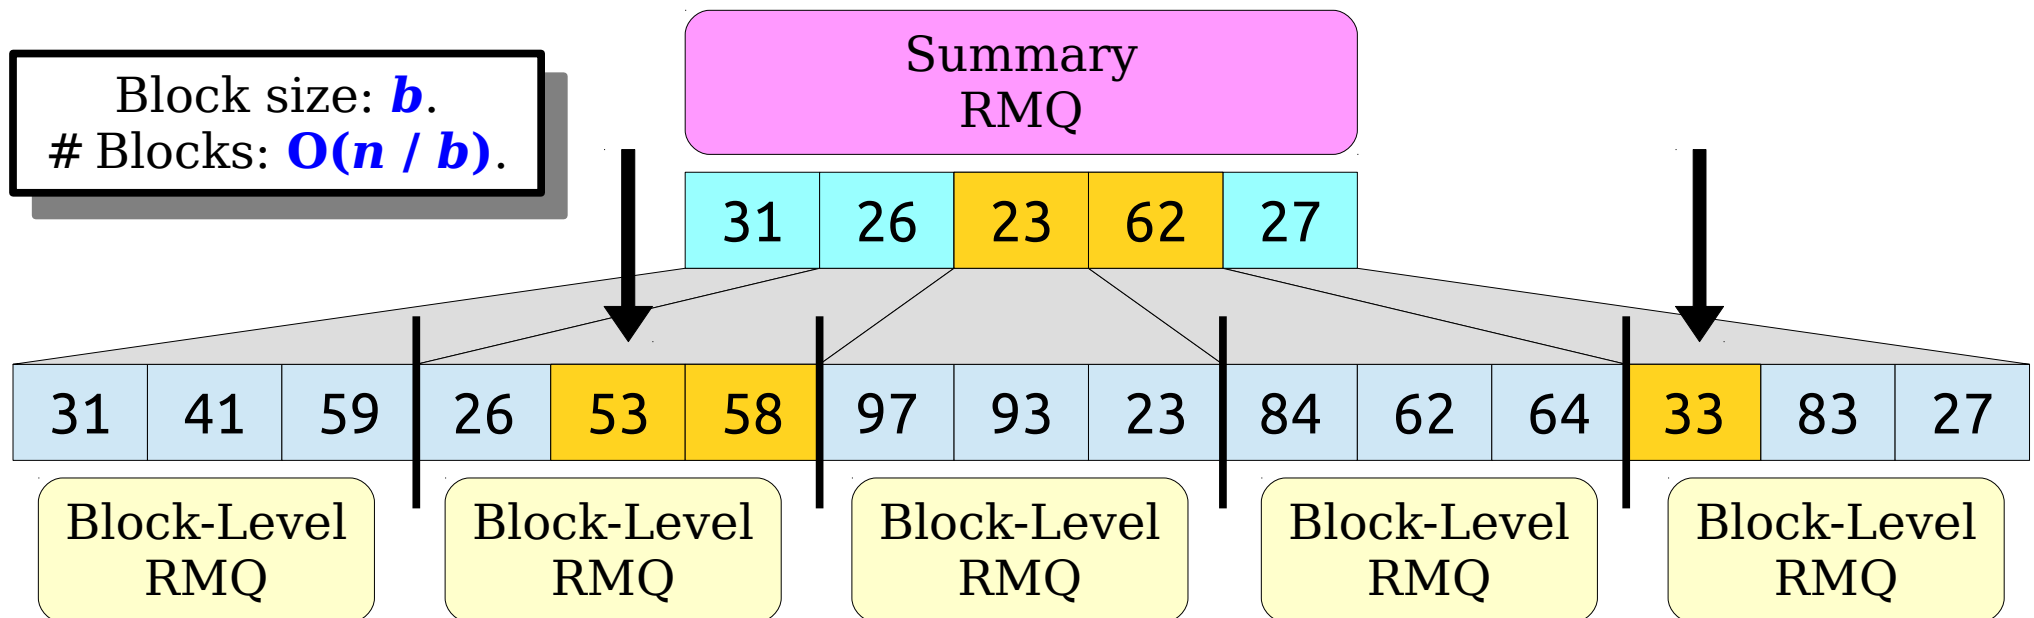 Summary
RMQ
Block size: b.
# Blocks: O(n / b).
31 26 23 62 27
31 41 59 26 53 58 97 93 23 84 62 64 33 83 27
Block-Level Block-Level Block-Level Block-Level Block-Level
RMQ RMQ RMQ RMQ RMQ